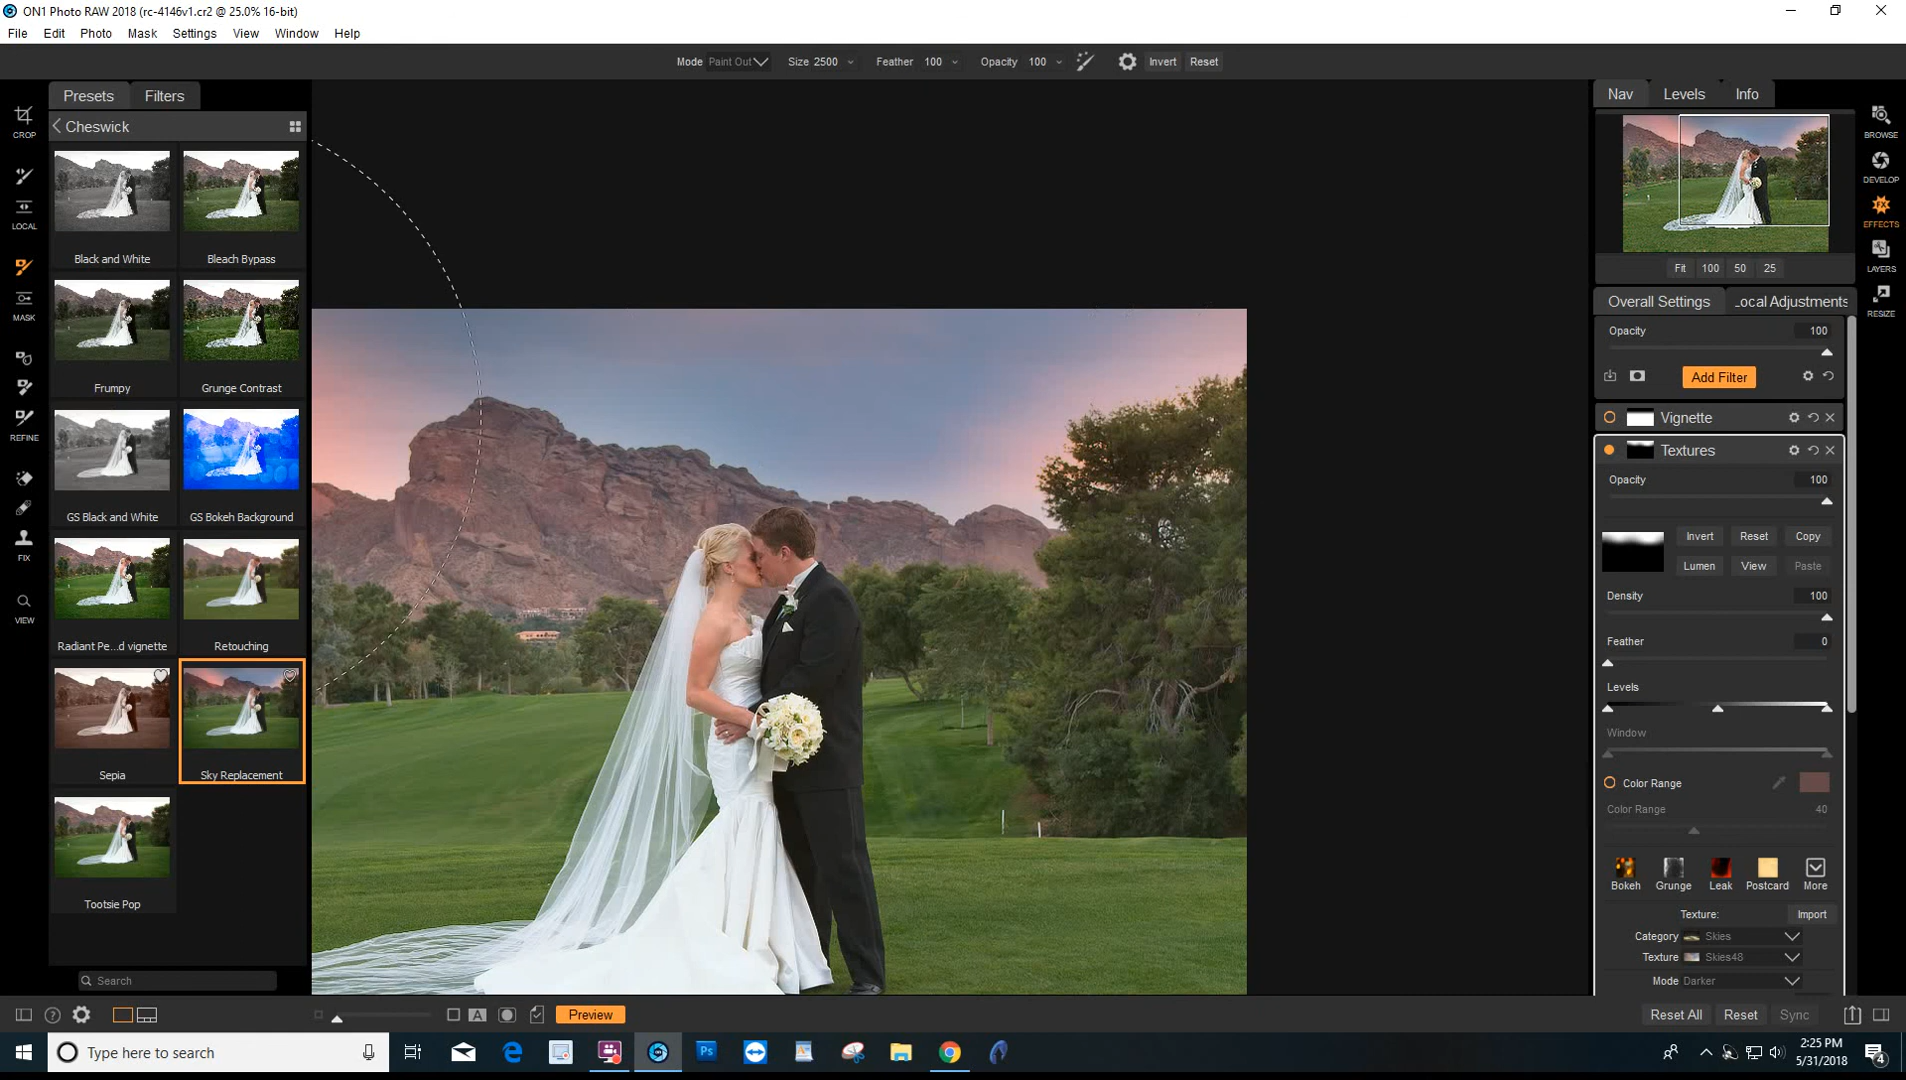 ON1 Photo RAW 2018 (rc-4146v1.cr2 @ 25.0% 16-bit)
File Edit Photo Mask Settings View Window Help
Mode Paint Out Size 2500 Feather 100 Opacity 100 Invert Reset
Presets Filters
Cheswick
Black and White Bleach Bypass
Frumpy Grunge Contrast
GS Black and White GS Bokeh Background
Radiant Pe...d vignette Retouching
Sepia Sky Replacement
Tootsie Pop
Search
CROP
LOCAL
MASK
REFINE
FIX
VIEW
Nav Levels Info
Fit 100 50 25
BROWSE
DEVELOP
FX
EFFECTS
LAYERS
RESIZE
Overall Settings Local Adjustments
Opacity 100
Add Filter
Vignette
Textures
Opacity 100
Invert Reset Copy
Lumen View Paste
Density 100
Feather 0
Levels
Window
Color Range
Color Range 40
Bokeh Grunge Leak Postcard More
Texture: Import
Category Skies
Texture Skies48
Mode Darker
A Preview
Reset All Reset Sync
Type here to search
Ps
2:25 PM
5/31/2018
4